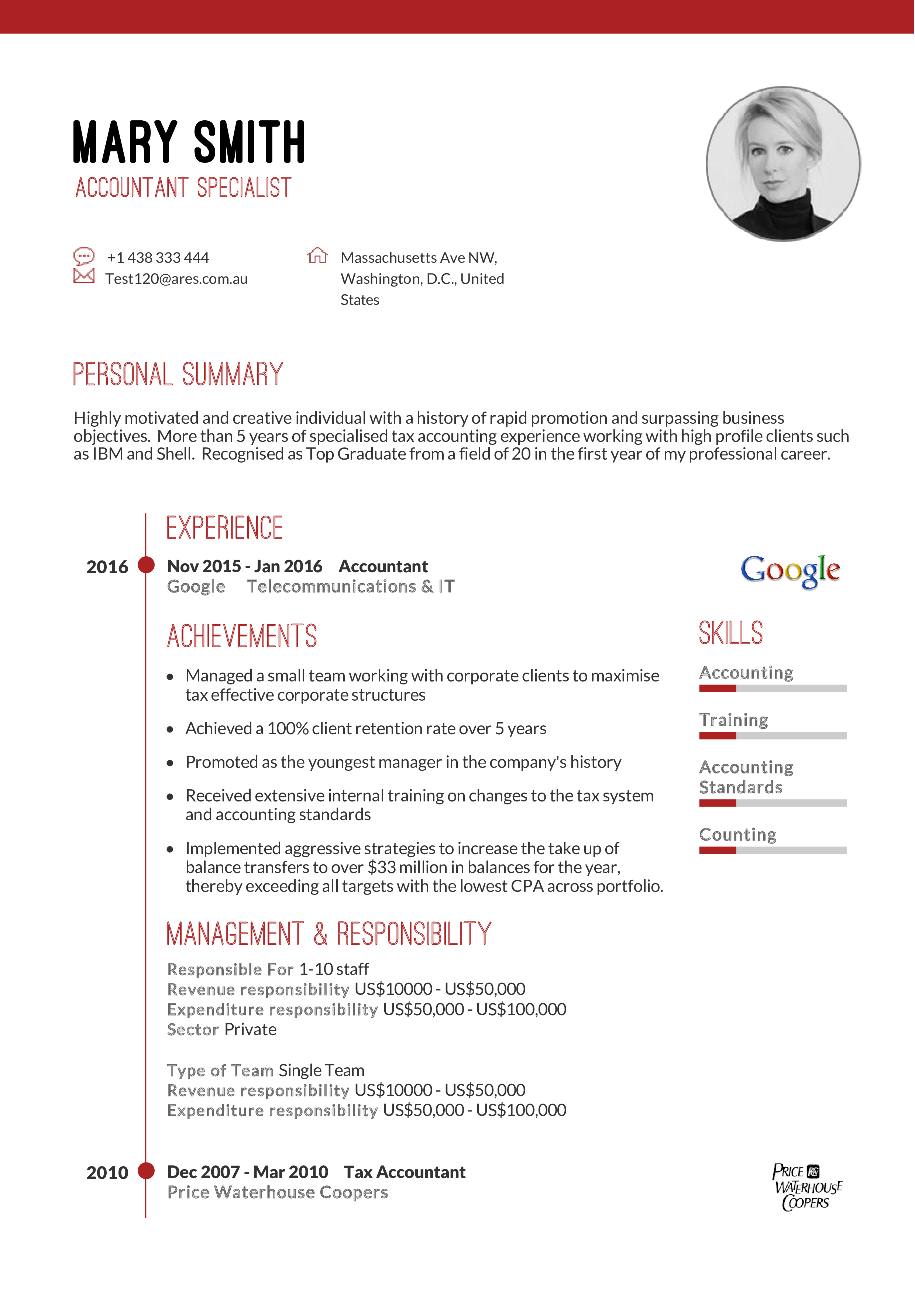 MARY SMITH
ACCOUNTANT SPECIALIST
+1 438 333 444
Test120@ares.com.au
Massachusetts Ave NW,
Washington, D.C., United
States
PERSONAL SUMMARY
Highly motivated and creative individual with a history of rapid promotion and surpassing business
objectives. More than 5 years of specialised tax accounting experience working with high profile clients such
as IBM and Shell. Recognised as Top Graduate from a field of 20 in the first year of my professional career.
EXPERIENCE
2016 Nov 2015 - Jan 2016 Accountant
Google Telecommunications & IT
Google
ACHIEVEMENTS
Managed a small team working with corporate clients to maximise
tax effective corporate structures
Achieved a 100% client retention rate over 5 years
Promoted as the youngest manager in the company's history
Received extensive internal training on changes to the tax system
and accounting standards
Implemented aggressive strategies to increase the take up of
balance transfers to over $33 million in balances for the year,
thereby exceeding all targets with the lowest CPA across portfolio.
SKILLS
Accounting
Training
Accounting
Standards
Counting
MANAGEMENT & RESPONSIBILITY
Responsible For 1-10 staff
Revenue responsibility US$10000 - US$50,000
Expenditure responsibility US$50,000 - US$100,000
Sector Private
Type of Team Single Team
Revenue responsibility US$10000 - US$50,000
Expenditure responsibility US$50,000 - US$100,000
2010 Dec 2007 - Mar 2010 Tax Accountant
Price Waterhouse Coopers
PRICE
WATERHOUSE
COOPERS